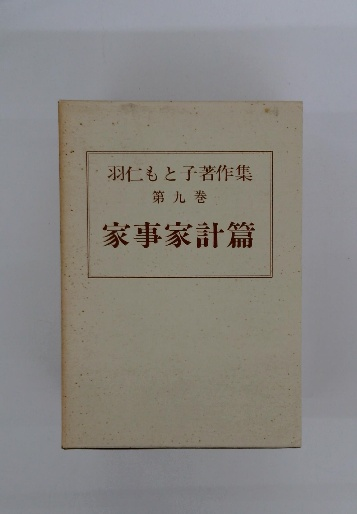 羽仁もと子著作集
第九巻
家事家計篇